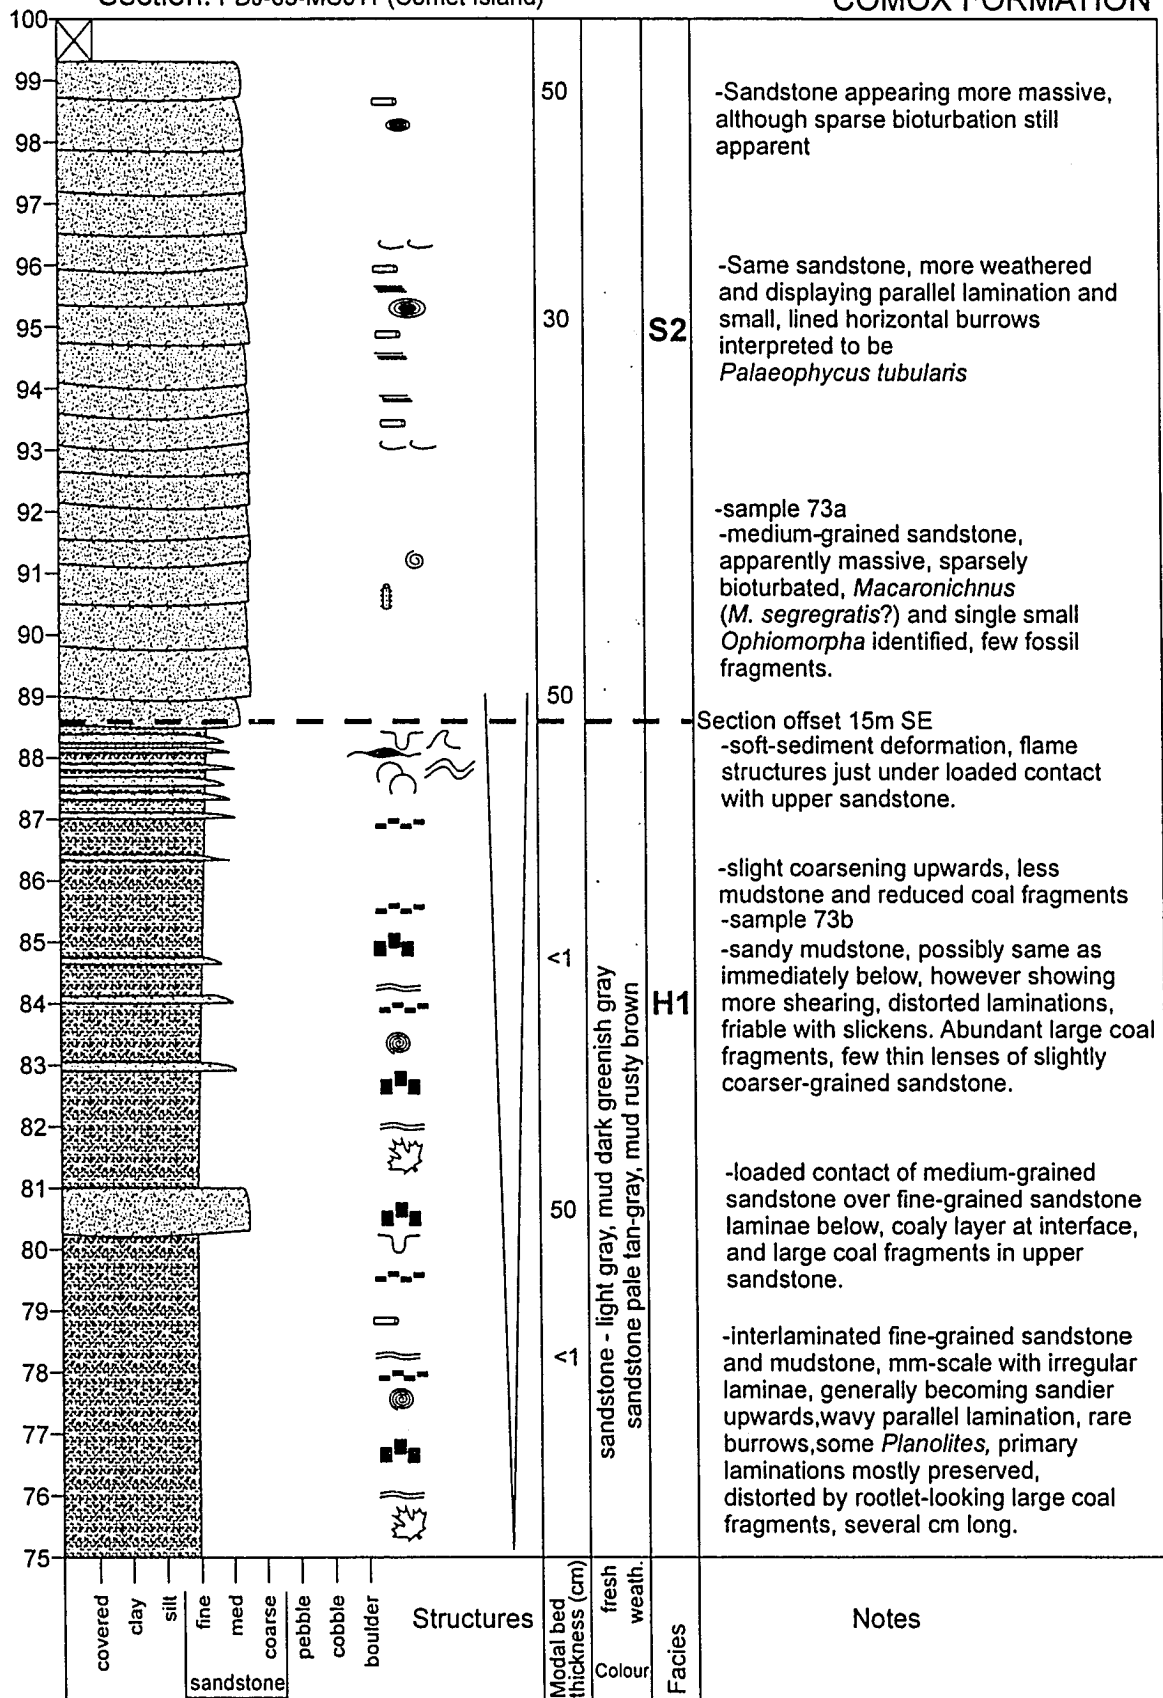 (Comet Island)
COMOX FORMATION
100
99
98
97
96
95
94
93
92
91
90
89
88
87
86
85
84
83
82
81
80
79
78
77
76
75
50
30
50
<1
50
<1
sandstone - light gray, mud dark greenish gray
sandstone pale tan-gray, mud rusty brown
S2
H1
-Sandstone appearing more massive,
although sparse bioturbation still
apparent
-Same sandstone, more weathered
and displaying parallel lamination and
small, lined horizontal burrows
interpreted to be
Palaeophycus tubularis
-sample 73a
-medium-grained sandstone,
apparently massive, sparsely
bioturbated, Macaronichnus
(M. segregratis?) and single small
Ophiomorpha identified, few fossil
fragments.
Section offset 15m SE
-soft-sediment deformation, flame
structures just under loaded contact
with upper sandstone.
-slight coarsening upwards, less
mudstone and reduced coal fragments
-sample 73b
-sandy mudstone, possibly same as
immediately below, however showing
more shearing, distorted laminations,
friable with slickens. Abundant large coal
fragments, few thin lenses of slightly
coarser-grained sandstone.
-loaded contact of medium-grained
sandstone over fine-grained sandstone
laminae below, coaly layer at interface,
and large coal fragments in upper
sandstone.
-interlaminated fine-grained sandstone
and mudstone, mm-scale with irregular
laminae, generally becoming sandier
upwards,wavy parallel lamination, rare
burrows,some Planolites, primary
laminations mostly preserved,
distorted by rootlet-looking large coal
fragments, several cm long.
covered
clay
silt
fine
med
coarse
pebble
cobble
boulder
sandstone
Structures
Modal bed
thickness (cm)
fresh
weath.
Colour
Facies
Notes